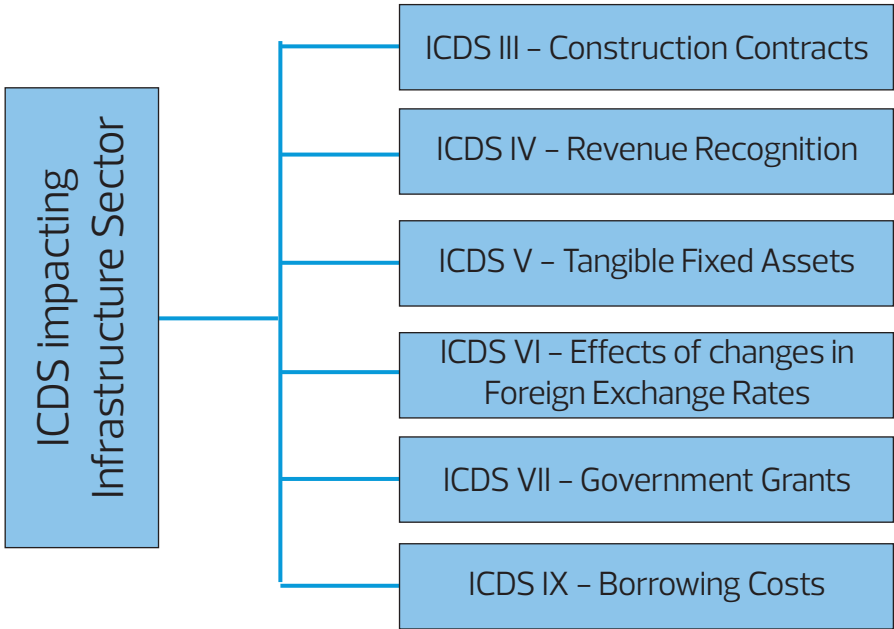 ICDS impacting
Infrastructure Sector
ICDS III – Construction Contracts
ICDS IV – Revenue Recognition
ICDS V – Tangible Fixed Assets
ICDS VI – Effects of changes in
Foreign Exchange Rates
ICDS VII – Government Grants
ICDS IX – Borrowing Costs